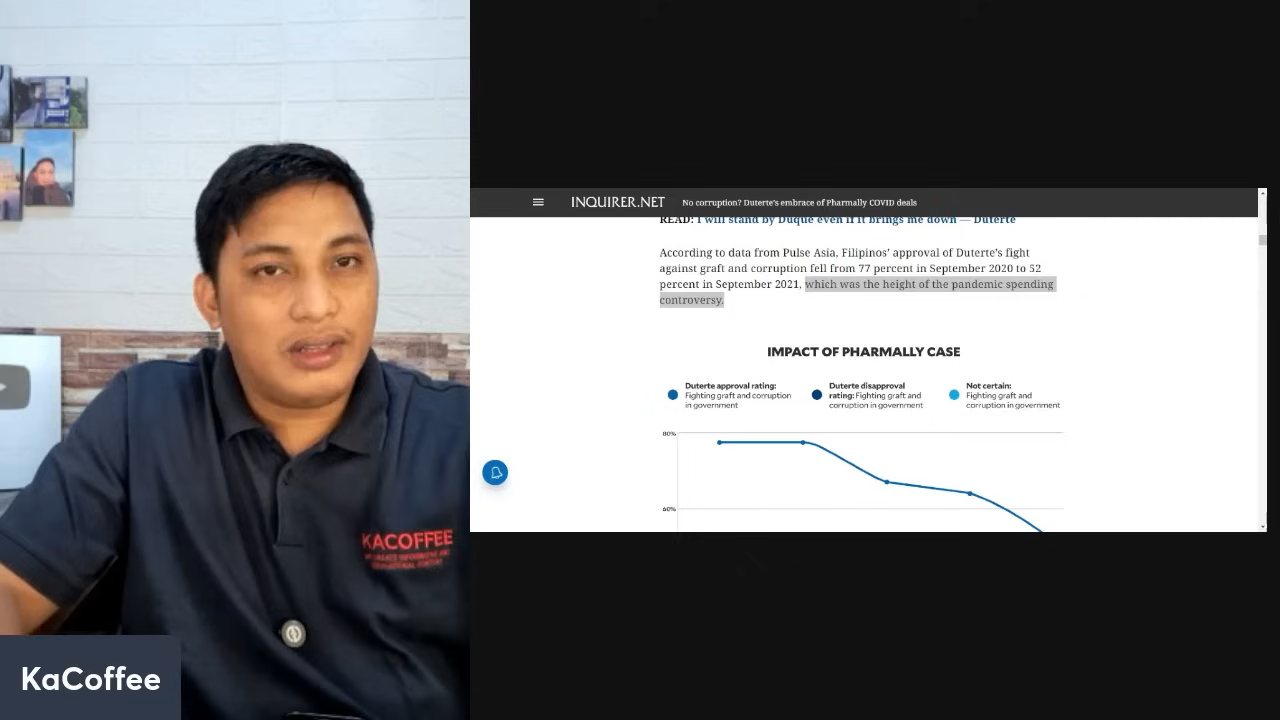 INQUIRER.NET
No corruption? Duterte's embrace of Pharmally COVID deals
READ: I will stand by Duque even if it brings me down — Duterte
According to data from Pulse Asia, Filipinos' approval of Duterte's fight
against graft and corruption fell from 77 percent in September 2020 to 52
percent in September 2021, which was the height of the pandemic spending
controversy.
IMPACT OF PHARMALLY CASE
Duterte approval rating:
Fighting graft and corruption
in government
Duterte disapproval
rating: Fighting graft and
corruption in government
Not certain:
Fighting graft and
corruption in government
80%
60%
KACOFFEE
KaCoffee